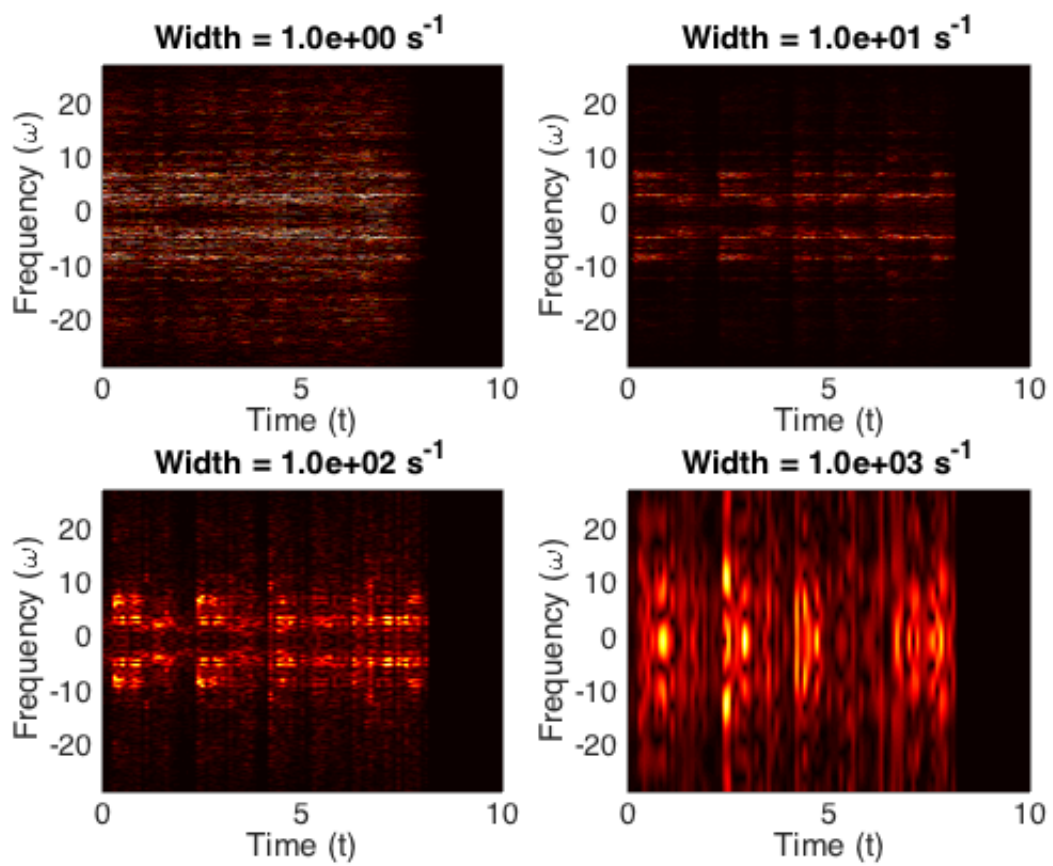 Width = 1.0e+00 s-1
20
10
0
-10
-20
Frequency (ω)
0 5 10
Time (t)
Width = 1.0e+01 s-1
20
10
0
-10
-20
Frequency (ω)
0 5 10
Time (t)
Width = 1.0e+02 s-1
20
10
0
-10
-20
Frequency (ω)
0 5 10
Time (t)
Width = 1.0e+03 s-1
20
10
0
-10
-20
Frequency (ω)
0 5 10
Time (t)